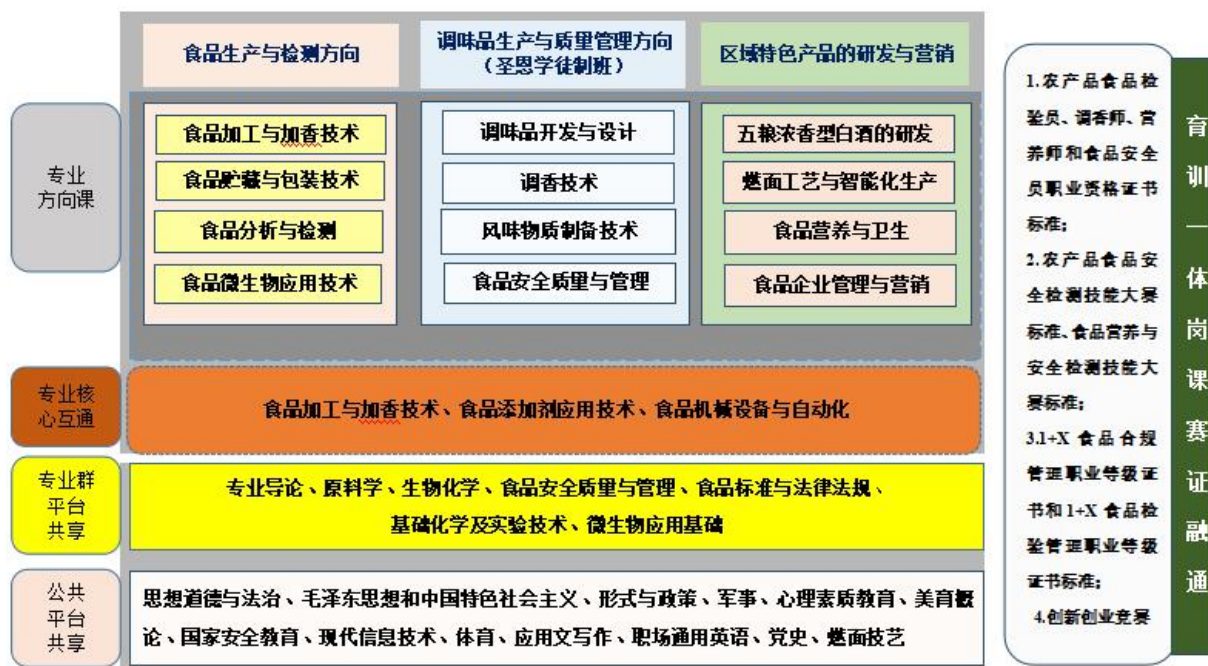 食品生产与检测方向
调味品生产与质量管理方向
（圣恩学徒制班）
区域特色产品的研发与营销
专业
方向课
食品加工与加香技术
食品贮藏与包装技术
食品分析与检测
食品微生物应用技术
调味品开发与设计
调香技术
风味物质制备技术
食品安全质量与管理
五粮浓香型白酒的研发
燃面工艺与智能化生产
食品营养与卫生
食品企业管理与营销
专业核
心互通
食品加工与加香技术、食品添加剂应用技术、食品机械设备与自动化
专业群
平台
共享
专业导论、原料学、生物化学、食品安全质量与管理、食品标准与法律法规、
基础化学及实验技术、微生物应用基础
公共
平台
共享
思想道德与法治、毛泽东思想和中国特色社会主义、形式与政策、军事、心理素质教育、美育概
论、国家安全教育、现代信息技术、体育、应用文写作、职场通用英语、党史、燃面技艺
1.农产品食品检
验员、调香师、营
养师和食品安全
员职业资格证书
标准；
2.农产品食品安
全检测技能大赛
标准、食品营养与
安全检测技能大
赛标准；
3.1+X 食品合规
管理职业等级证
书和1+X 食品检
验管理职业等级
证书标准；
4.创新创业竞赛
育训一体岗课赛证融通